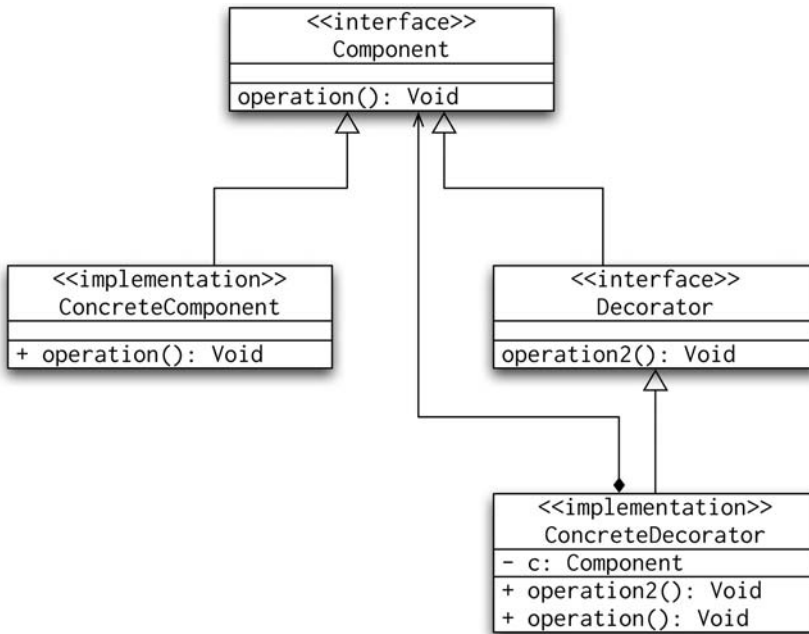 <<interface>>
Component
operation(): Void
<<implementation>>
ConcreteComponent
+ operation(): Void
<<interface>>
Decorator
operation2(): Void
<<implementation>>
ConcreteDecorator
- c: Component
+ operation2(): Void
+ operation(): Void